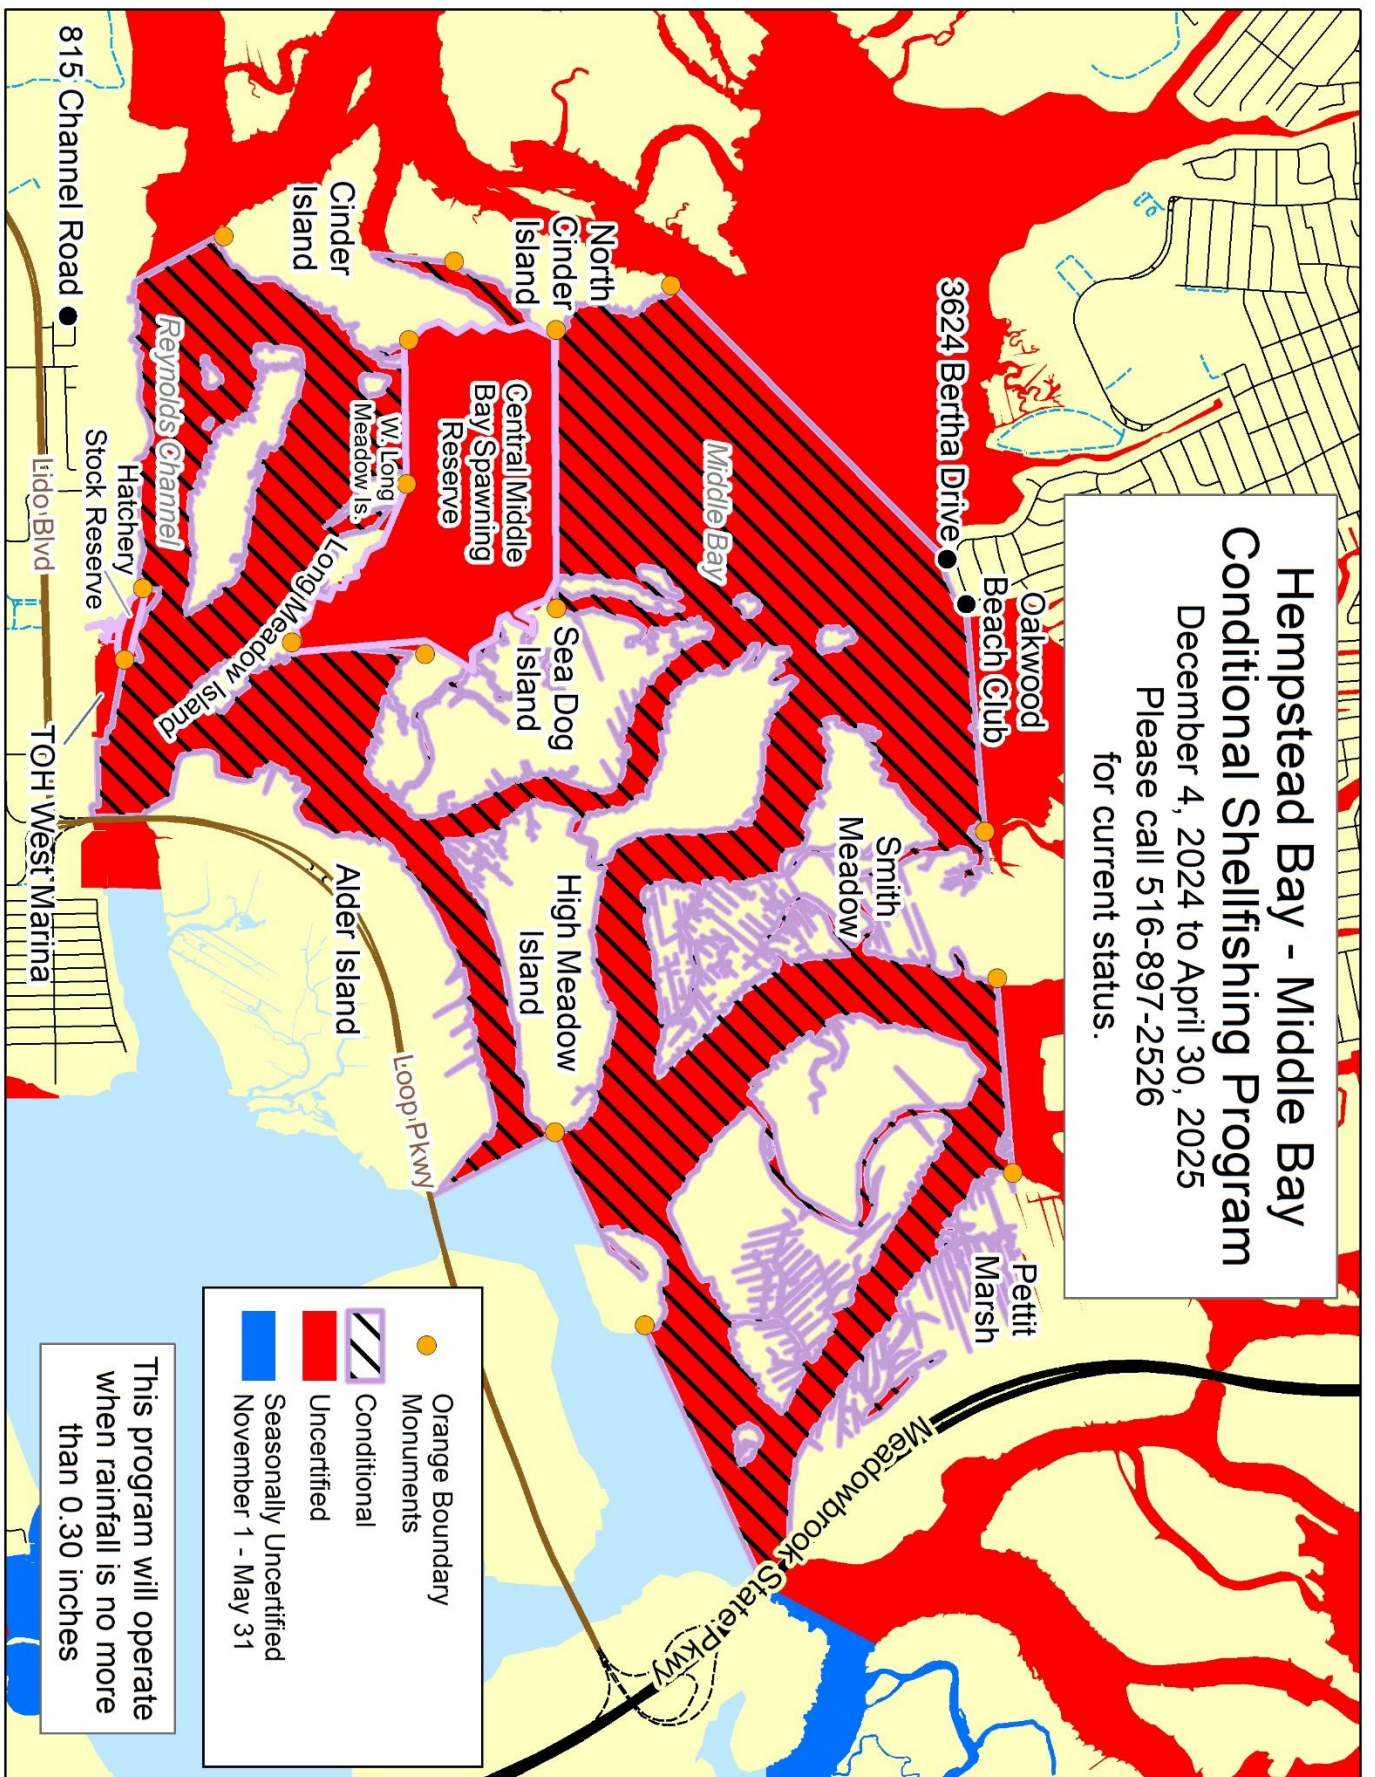 Hempstead Bay - Middle Bay
Conditional Shellfishing Program
December 4, 2024 to April 30, 2025
Please call 516-897-2526
for current status.
3624 Bertha Drive
Oakwood
Beach Club
Middle Bay
North
Cinder
Island
Cinder
Island
Central Middle
Bay Spawning
Reserve
W. Long
Meadow Is.
Long Meadow Island
Sea Dog
Island
Smith
Meadow
High Meadow
Island
Pettit
Marsh
Meadowbrook State Pkwy
Alder Island
Loop Pkwy
Reynolds Channel
Hatchery
Stock Reserve
815 Channel Road
Lido Blvd
TOH West Marina
Orange Boundary
Monuments
Conditional
Uncertified
Seasonally Uncertified
November 1 - May 31
This program will operate
when rainfall is no more
than 0.30 inches